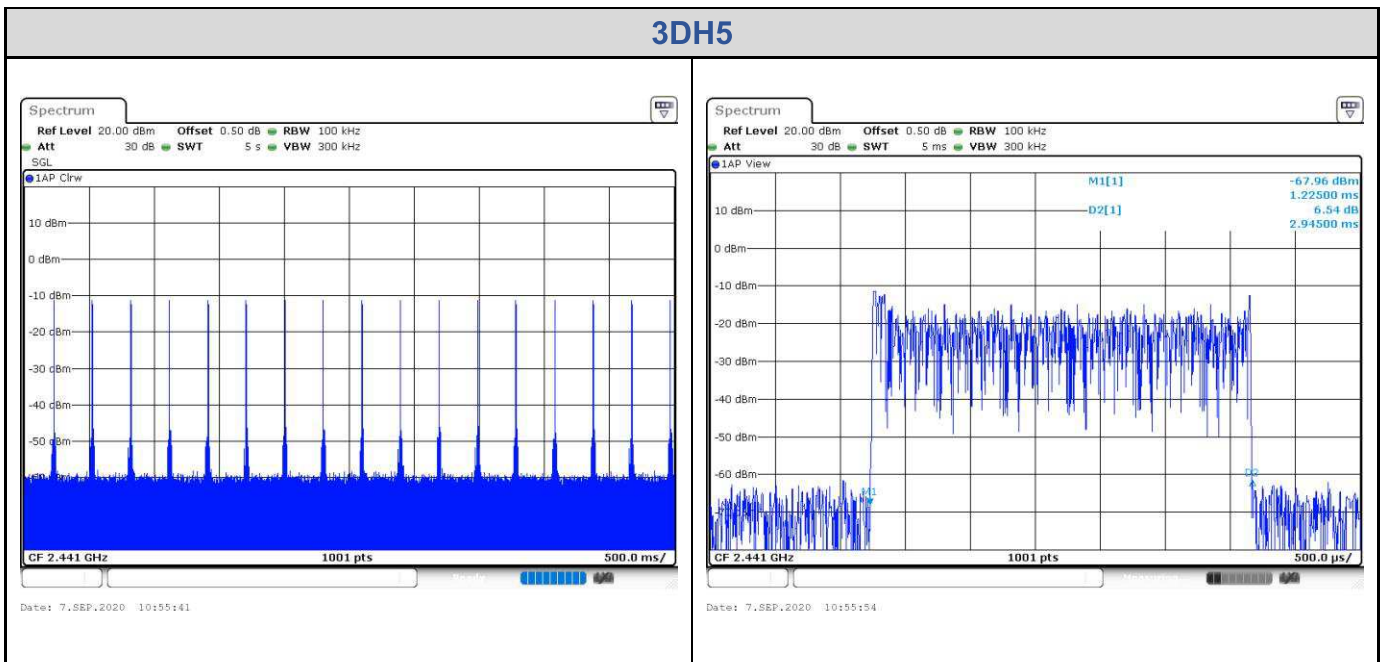 3DH5
Spectrum
Ref Level 20.00 dBm Offset 0.50 dB RBW 100 kHz
Att 30 dB SWT 5 s VBW 300 kHz
SGL
1AP Clrw
10 dBm
0 dBm
-10 dBm
-20 dBm
-30 dBm
-40 dBm
-50 dBm
CF 2.441 GHz 1001 pts 500.0 ms/
Date: 7.SEP.2020 10:55:41
Spectrum
Ref Level 20.00 dBm Offset 0.50 dB RBW 100 kHz
Att 30 dB SWT 5 ms VBW 300 kHz
1AP View
M1[1] -67.96 dBm
1.22500 ms
D2[1] 6.54 dB
2.94500 ms
10 dBm
0 dBm
-10 dBm
-20 dBm
-30 dBm
-40 dBm
-50 dBm
-60 dBm
D2
M1
CF 2.441 GHz 1001 pts 500.0 µs/
Measuring...
Date: 7.SEP.2020 10:55:54